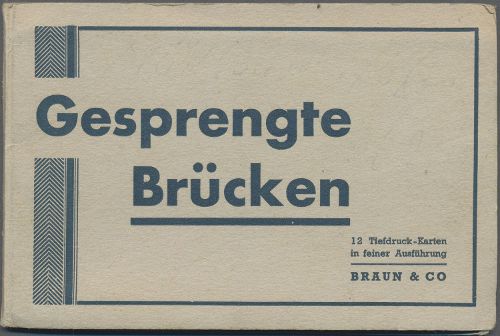 Gesprengte
Brücken
12 Tiefdruck-Karten
in feiner Ausführung
BRAUN & CO